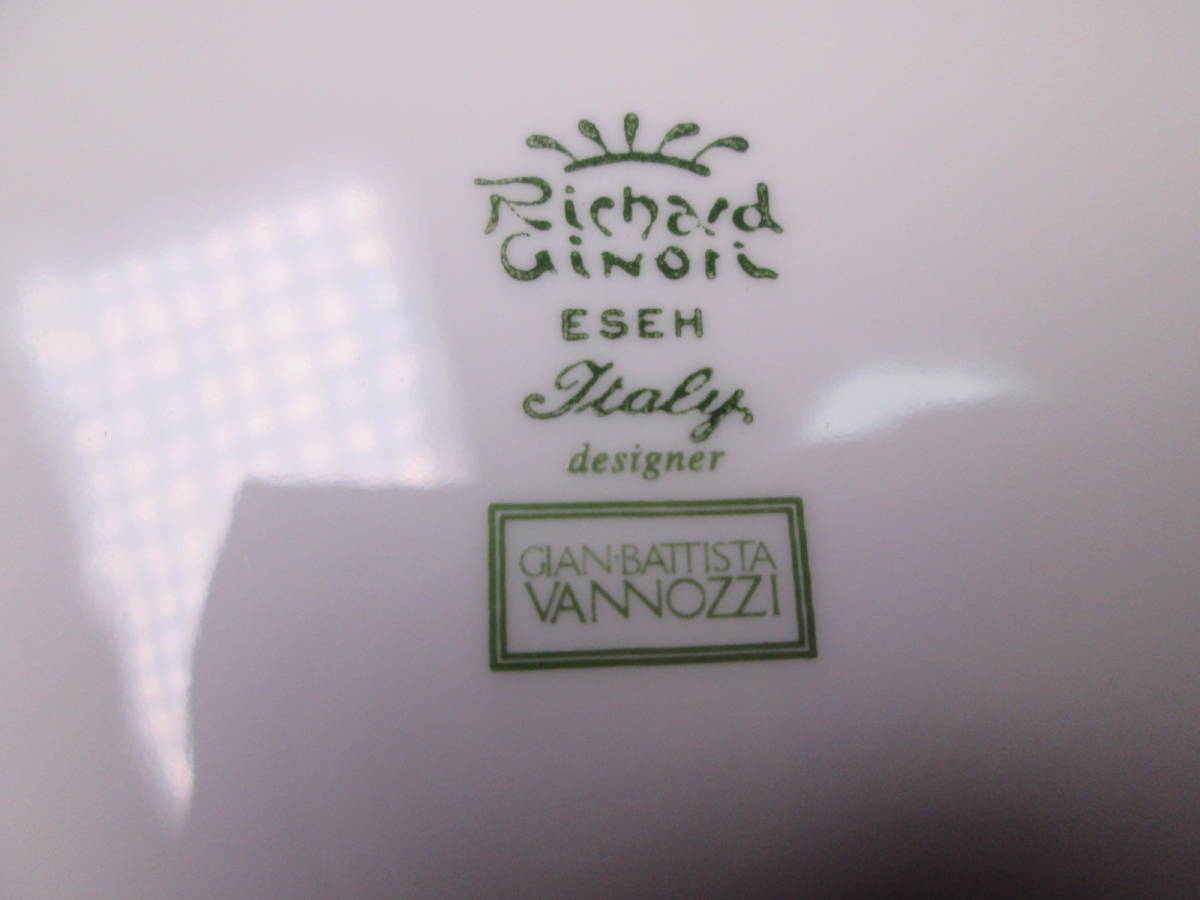 Richard
Ginori
ESEH
Italy
designer
GIAN·BATTISTA
VANNOZZI